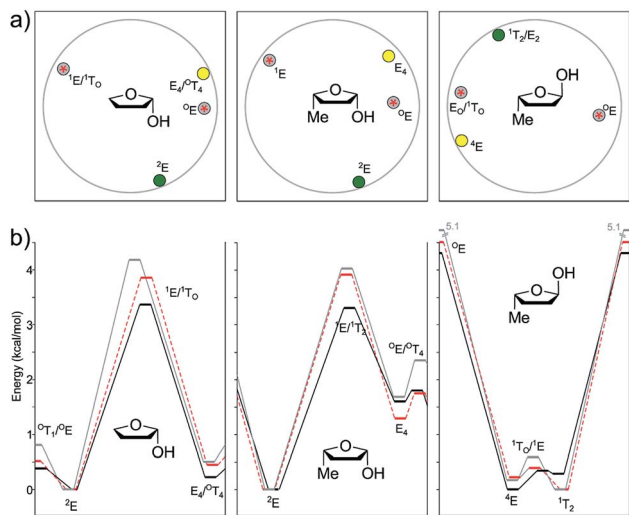 a)
¹E/¹T₀
E₄/⁰T₄
⁰E
O
OH
²E
¹E
E₄
⁰E
O
Me
OH
²E
¹T₂/E₂
OH
O
E₀/¹T₀
⁰E
Me
⁴E
b)
Energy (kcal/mol)
4
3
2
1
0
⁰T₁/⁰E
²E
¹E/¹T₀
O
OH
E₄/⁰T₄
¹E/¹T₂
⁰E/⁰T₄
E₄
O
Me
OH
²E
5.1
5.1
⁰E
OH
O
Me
¹T₀/¹E
⁴E
¹T₂